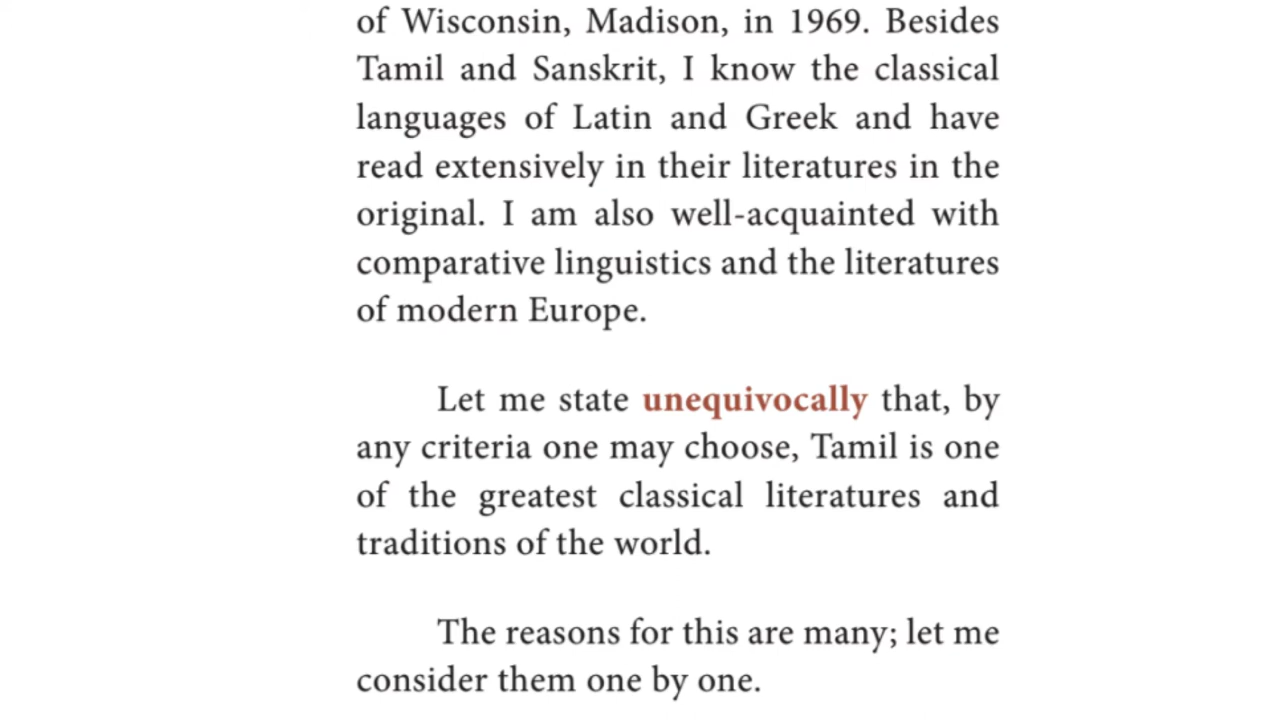 of Wisconsin, Madison, in 1969. Besides
Tamil and Sanskrit, I know the classical
languages of Latin and Greek and have
read extensively in their literatures in the
original. I am also well-acquainted with
comparative linguistics and the literatures
of modern Europe.
Let me state unequivocally that, by
any criteria one may choose, Tamil is one
of the greatest classical literatures and
traditions of the world.
The reasons for this are many; let me
consider them one by one.